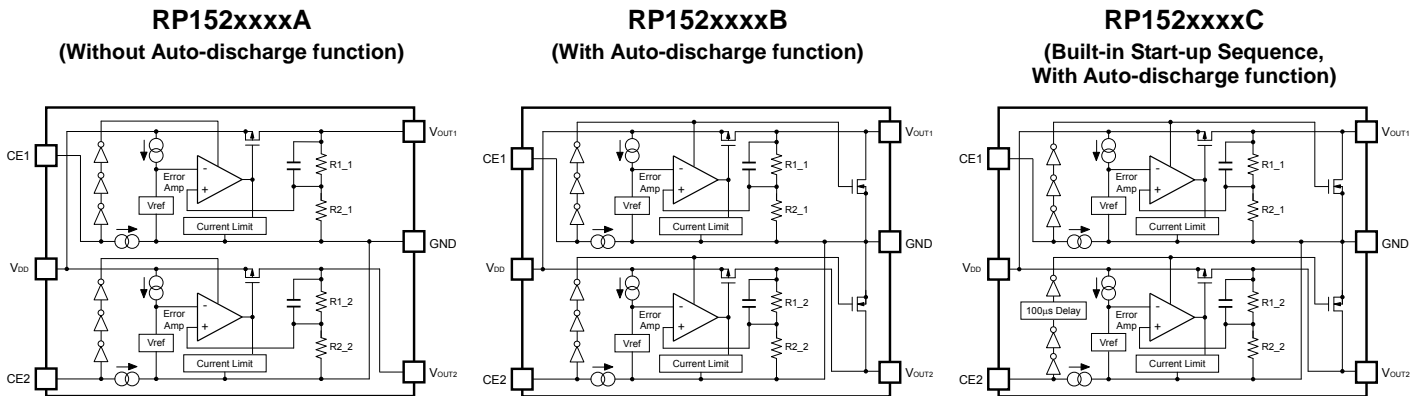 RP152xxxxA
(Without Auto-discharge function)
CE1
VDD
CE2
VOUT1
GND
VOUT2
Error
Amp
-
+
Vref
Current Limit
R1_1
R2_1
Error
Amp
-
+
Vref
Current Limit
R1_2
R2_2
RP152xxxxB
(With Auto-discharge function)
CE1
VDD
CE2
VOUT1
GND
VOUT2
Error
Amp
-
+
Vref
Current Limit
R1_1
R2_1
Error
Amp
-
+
Vref
Current Limit
R1_2
R2_2
RP152xxxxC
(Built-in Start-up Sequence,
With Auto-discharge function)
CE1
VDD
CE2
VOUT1
GND
VOUT2
Error
Amp
-
+
Vref
Current Limit
R1_1
R2_1
100µs Delay
Error
Amp
-
+
Vref
Current Limit
R1_2
R2_2